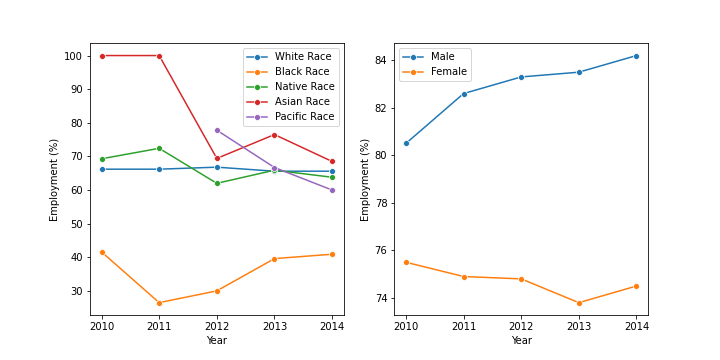 100
90
80
70
60
50
40
30
Employment (%)
2010 2011 2012 2013 2014
Year
White Race
Black Race
Native Race
Asian Race
Pacific Race
84
82
80
78
76
74
Employment (%)
2010 2011 2012 2013 2014
Year
Male
Female